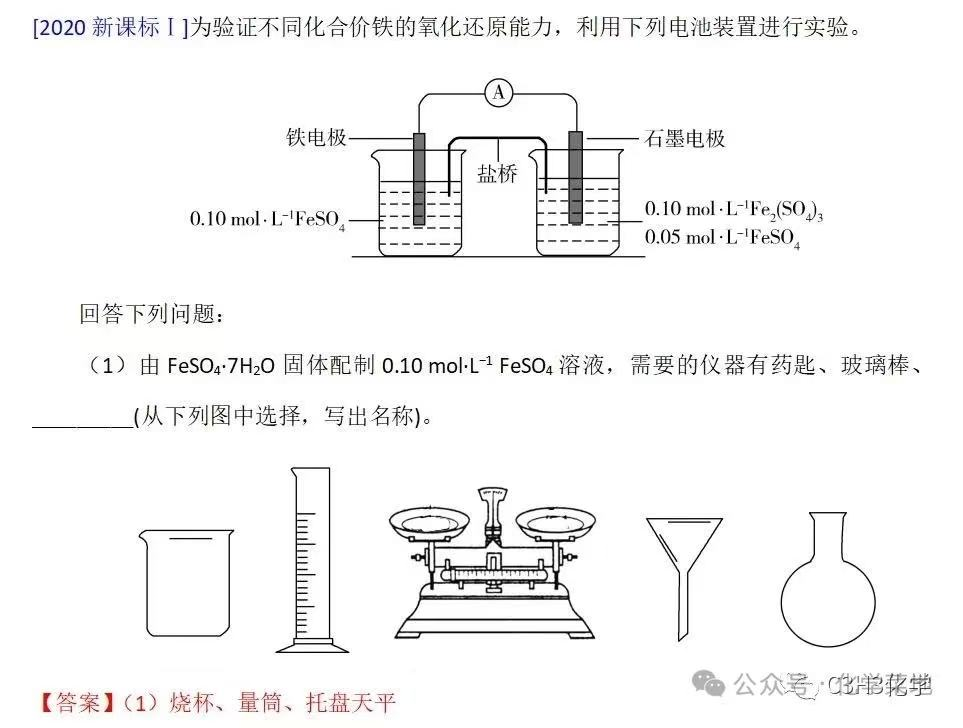 [2020 新课标Ⅰ]为验证不同化合价铁的氧化还原能力，利用下列电池装置进行实验。
A
铁电极
石墨电极
盐桥
0.10 mol·L⁻¹FeSO₄
0.10 mol·L⁻¹Fe₂(SO₄)₃
0.05 mol·L⁻¹FeSO₄
回答下列问题：
（1）由 FeSO₄·7H₂O 固体配制 0.10 mol·L⁻¹ FeSO₄ 溶液，需要的仪器有药匙、玻璃棒、
_________(从下列图中选择，写出名称)。
【答案】（1）烧杯、量筒、托盘天平
公众号·化学